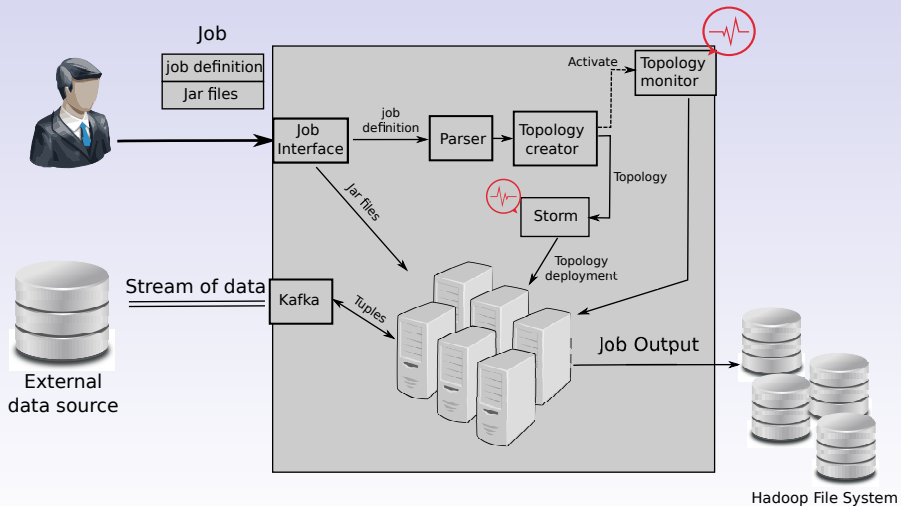 Job
job definition
Jar files
Activate
Topology
monitor
Job
Interface
job
definition
Parser
Topology
creator
Topology
Jar files
Storm
Topology
deployment
Stream of data
Kafka
Tuples
Job Output
External
data source
Hadoop File System